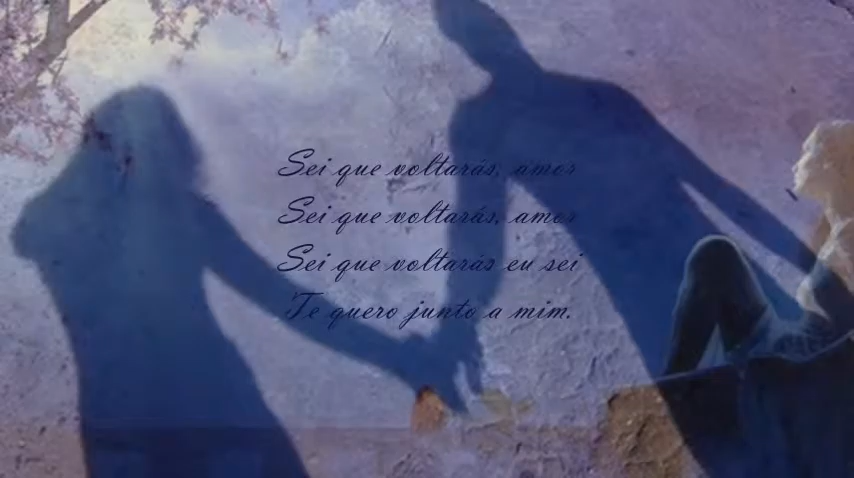 Sei que voltarás, amor
Sei que voltarás, amor
Sei que voltarás eu sei
Te quero junto a mim.